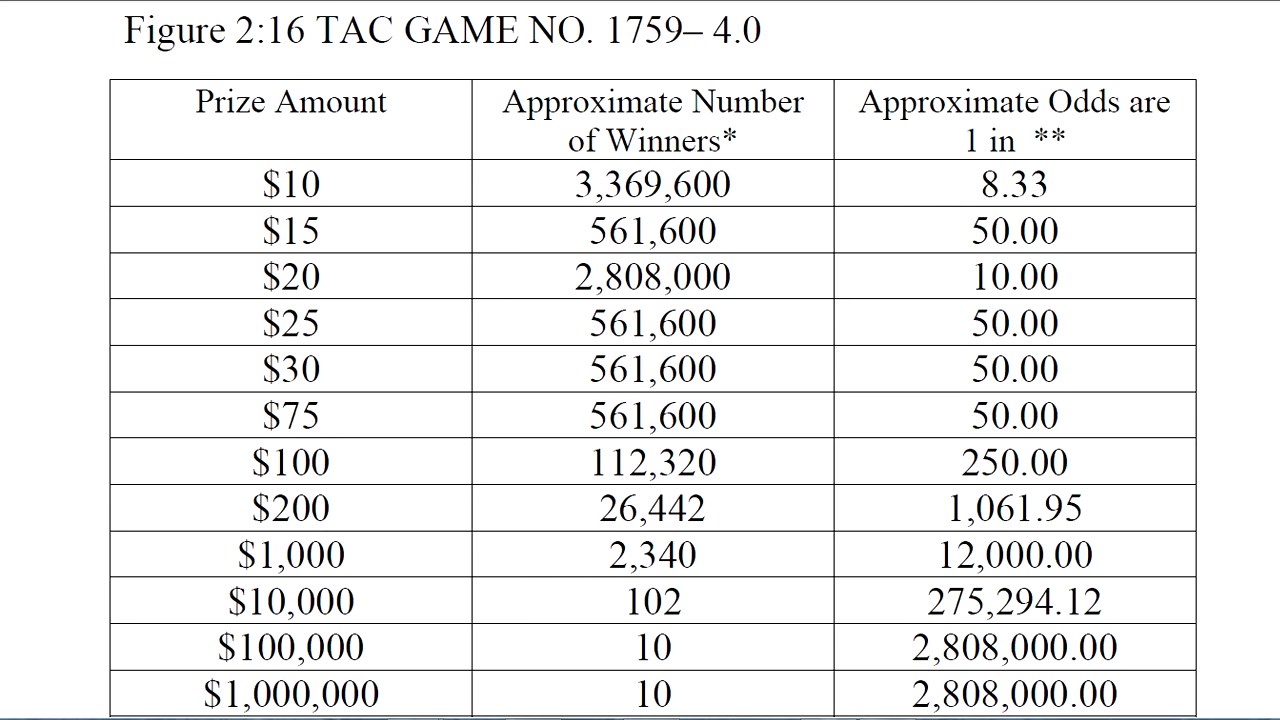 Figure 2:16 TAC GAME NO. 1759– 4.0
Prize Amount Approximate Number of Winners* Approximate Odds are 1 in **
$10 3,369,600 8.33
$15 561,600 50.00
$20 2,808,000 10.00
$25 561,600 50.00
$30 561,600 50.00
$75 561,600 50.00
$100 112,320 250.00
$200 26,442 1,061.95
$1,000 2,340 12,000.00
$10,000 102 275,294.12
$100,000 10 2,808,000.00
$1,000,000 10 2,808,000.00